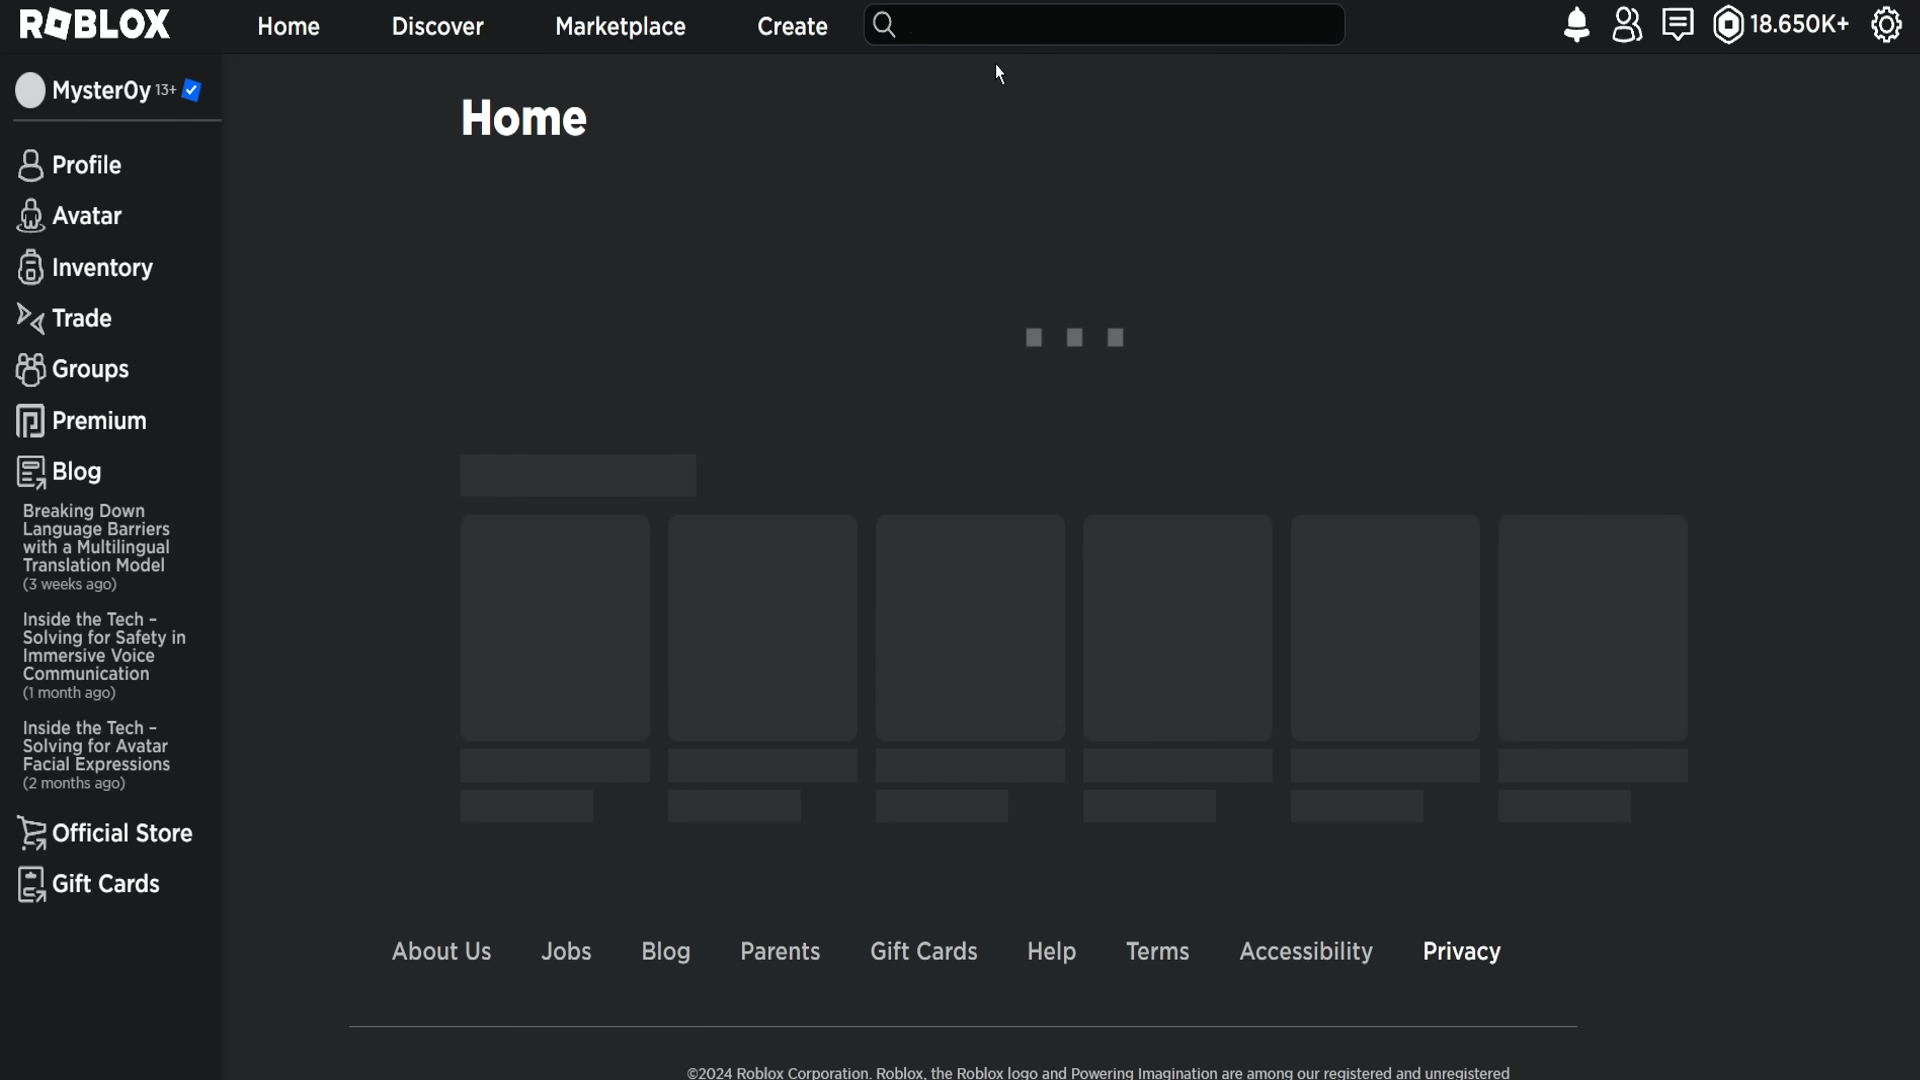 ROBLOX
Home
Discover
Marketplace
Create
18.650K+
Myster0y 13+
Home
Profile
Avatar
Inventory
Trade
Groups
Premium
Blog
Breaking Down
Language Barriers
with a Multilingual
Translation Model
(3 weeks ago)
Inside the Tech –
Solving for Safety in
Immersive Voice
Communication
(1 month ago)
Inside the Tech –
Solving for Avatar
Facial Expressions
(2 months ago)
Official Store
Gift Cards
About Us
Jobs
Blog
Parents
Gift Cards
Help
Terms
Accessibility
Privacy
©2024 Roblox Corporation. Roblox, the Roblox logo and Powering Imagination are among our registered and unregistered